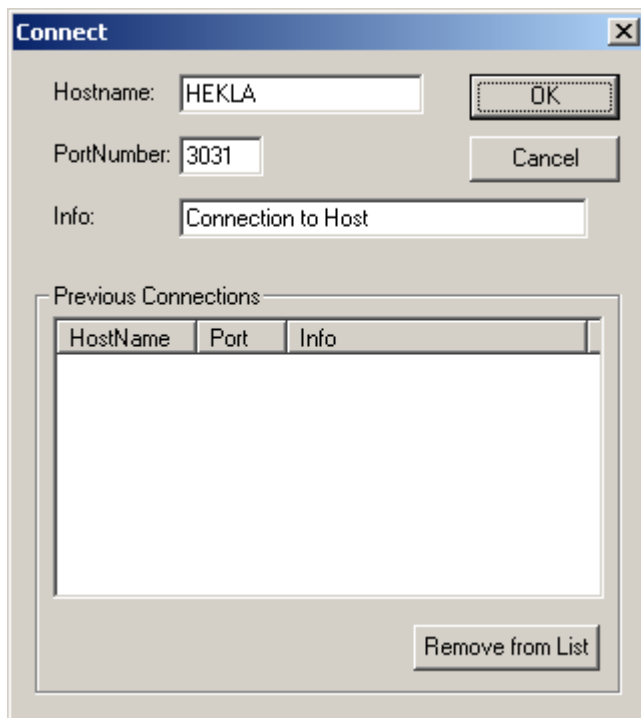 Connect
Hostname: HEKLA OK
PortNumber: 3031 Cancel
Info: Connection to Host
Previous Connections
HostName Port Info
Remove from List